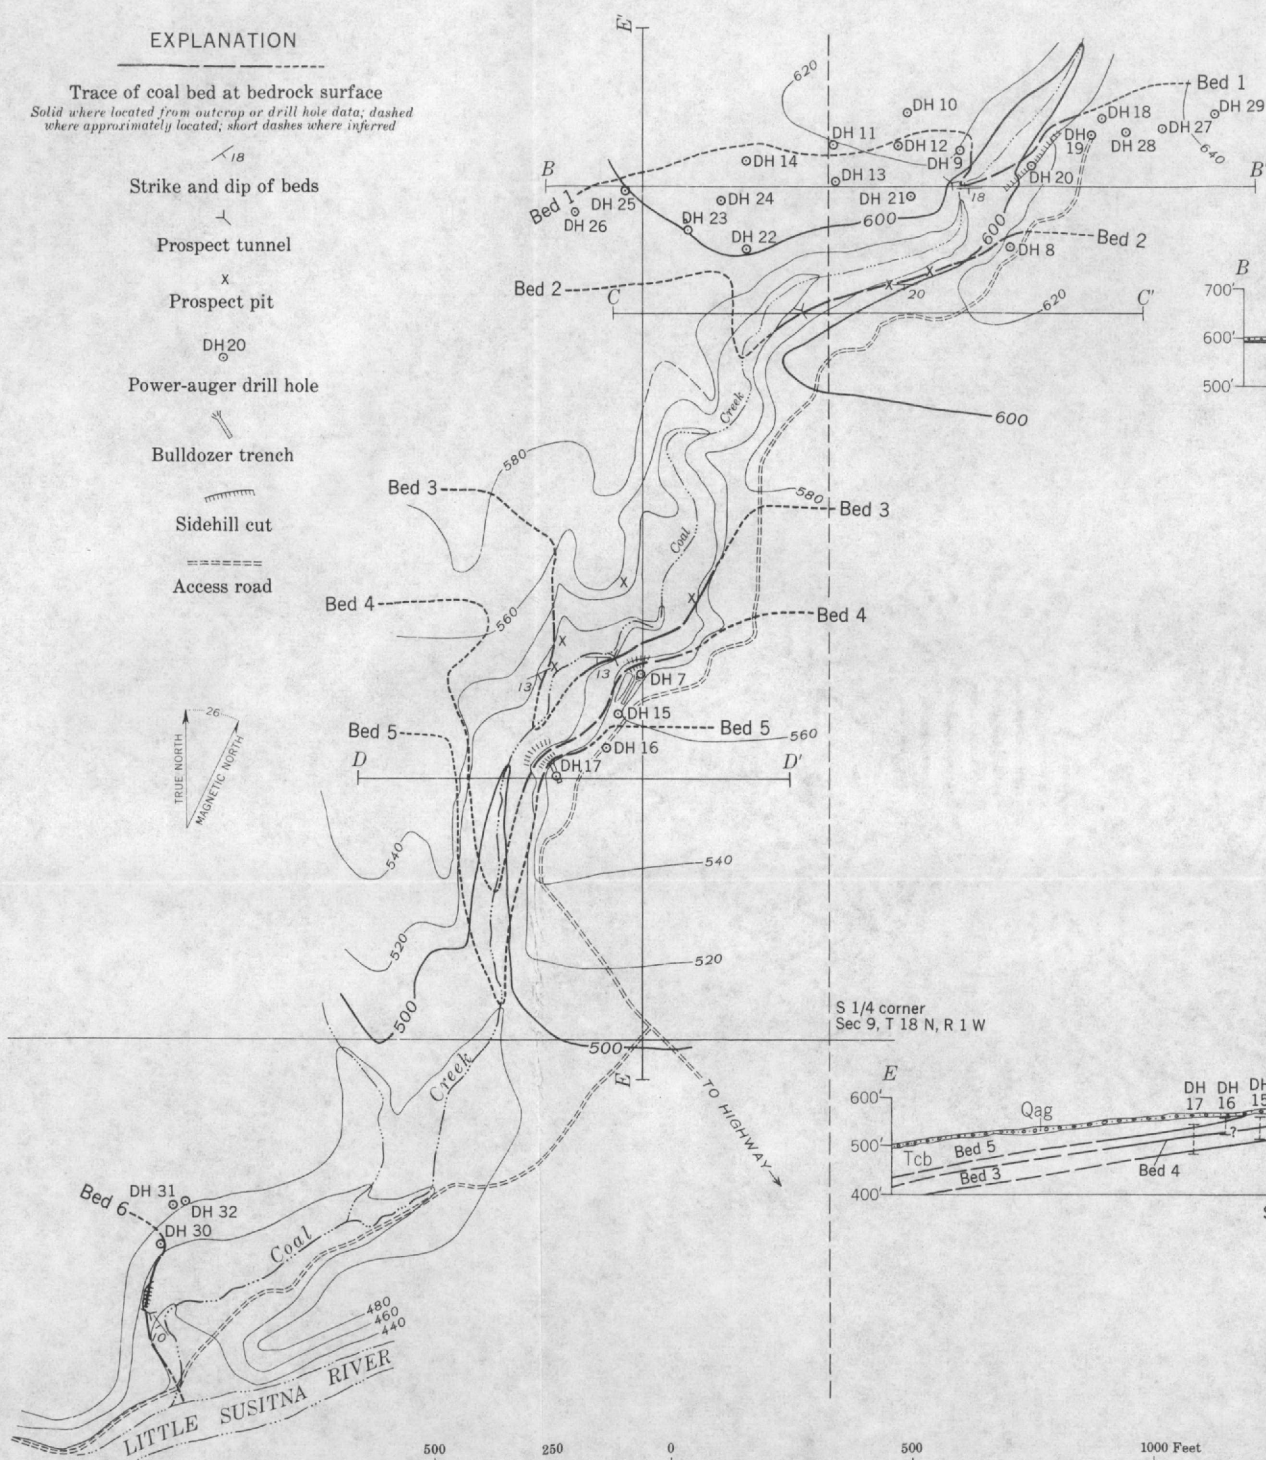 EXPLANATION
Trace of coal bed at bedrock surface
Solid where located from outcrop or drill hole data; dashed
where approximately located; short dashes where inferred
18
Strike and dip of beds
Prospect tunnel
x
Prospect pit
DH 20
Power-auger drill hole
Bulldozer trench
Sidehill cut
Access road
TRUE NORTH
26
MAGNETIC NORTH
E'
620
DH 10
DH 11
DH 12
DH 9
DH 14
DH 13
DH 21
Bed 1
DH 18
DH 19
DH 27
DH 28
DH 29
640
DH 20
18
B
B'
Bed 1
DH 25
DH 26
DH 24
DH 23
DH 22
600
600
Bed 2
DH 8
Bed 2
x
x
20
C
C'
620
B
700'
600'
500'
Creek
600
580
580
Bed 3
Bed 3
Coal
x
x
Bed 4
560
Bed 4
x
x
13
13
DH 7
DH 15
Bed 5
560
Bed 5
DH 16
DH 17
D
D'
540
540
520
520
500
500
S 1/4 corner
Sec 9, T 18 N, R 1 W
E
TO HIGHWAY
Creek
E
600'
500'
400'
Qag
Tcb
Bed 5
Bed 3
Bed 4
DH 17
DH 16
DH 15
?
Bed 6
DH 31
DH 32
DH 30
Coal
10
480
460
440
LITTLE SUSITNA RIVER
500 250 0 500 1000 Feet